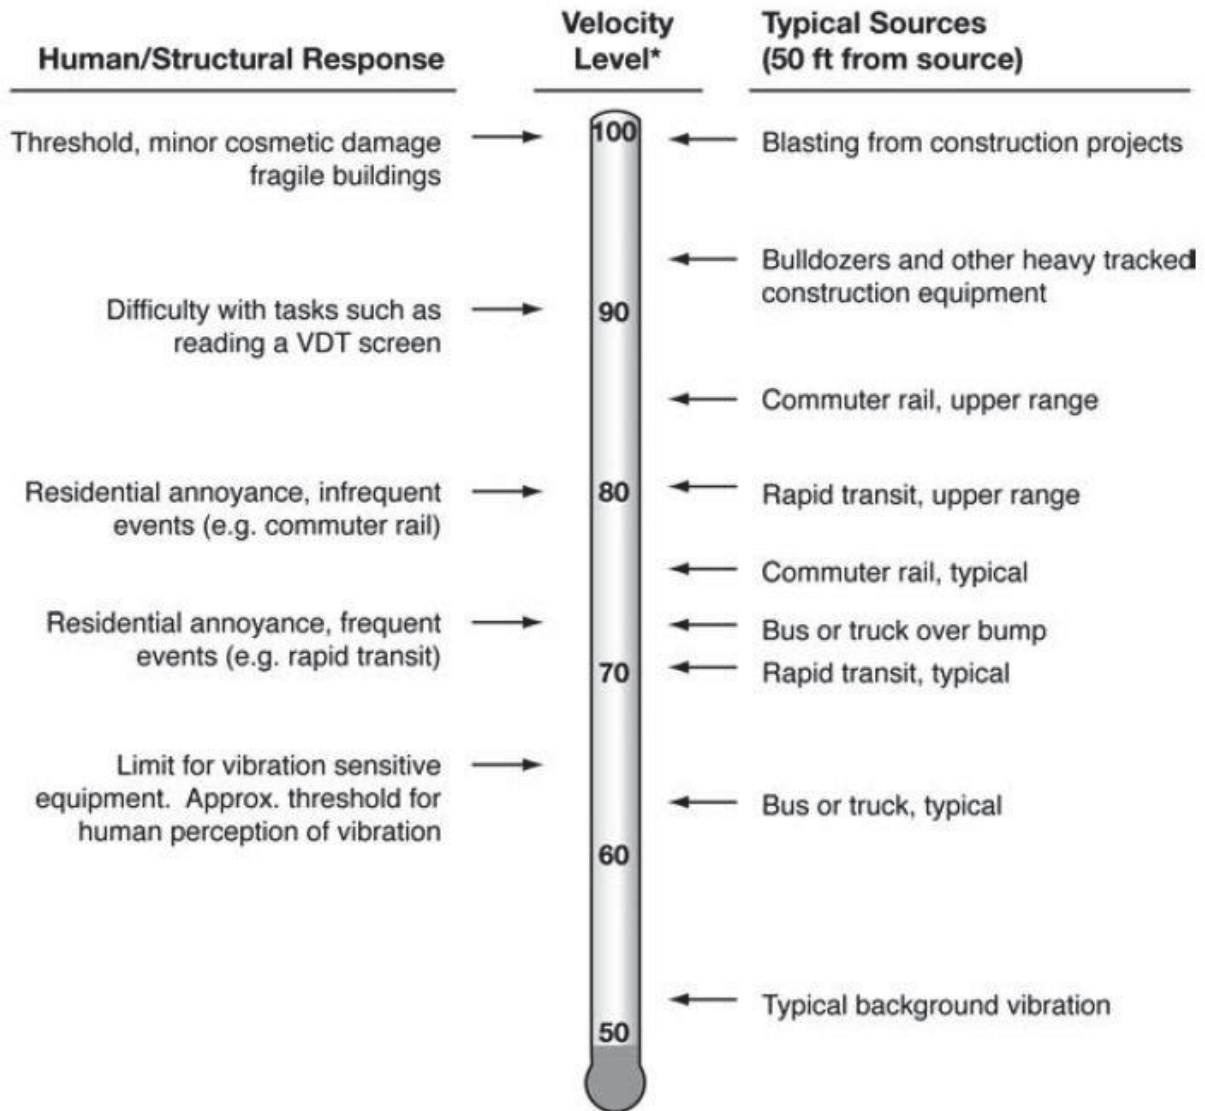 Human/Structural Response
Velocity
Level*
Typical Sources
(50 ft from source)
Threshold, minor cosmetic damage
fragile buildings
100
Blasting from construction projects
Bulldozers and other heavy tracked
construction equipment
Difficulty with tasks such as
reading a VDT screen
90
Commuter rail, upper range
Residential annoyance, infrequent
events (e.g. commuter rail)
80
Rapid transit, upper range
Commuter rail, typical
Residential annoyance, frequent
events (e.g. rapid transit)
Bus or truck over bump
70
Rapid transit, typical
Limit for vibration sensitive
equipment.  Approx. threshold for
human perception of vibration
Bus or truck, typical
60
Typical background vibration
50